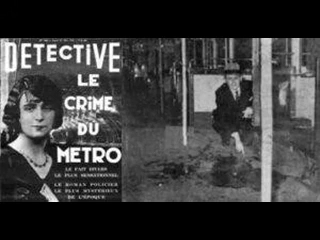 DETECTIVE
LE
CRIME
DU
METRO
LE FAIT DIVERS
LE PLUS SENSATIONNEL
LE ROMAN POLICIER
LE PLUS MYSTÉRIEUX
DE L'ÉPOQUE